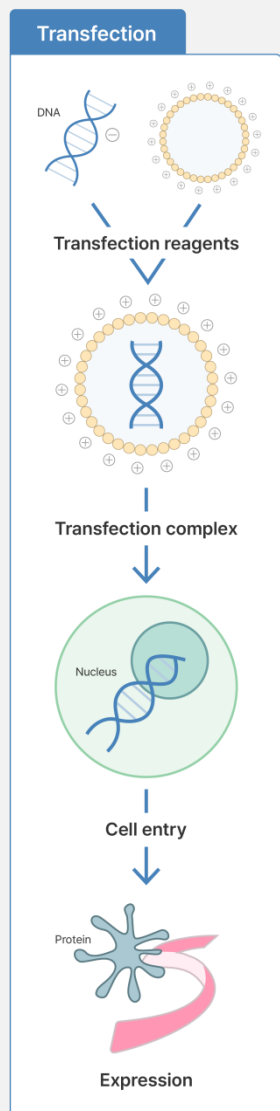 Transfection
DNA
Transfection reagents
Transfection complex
Nucleus
Cell entry
Protein
Expression